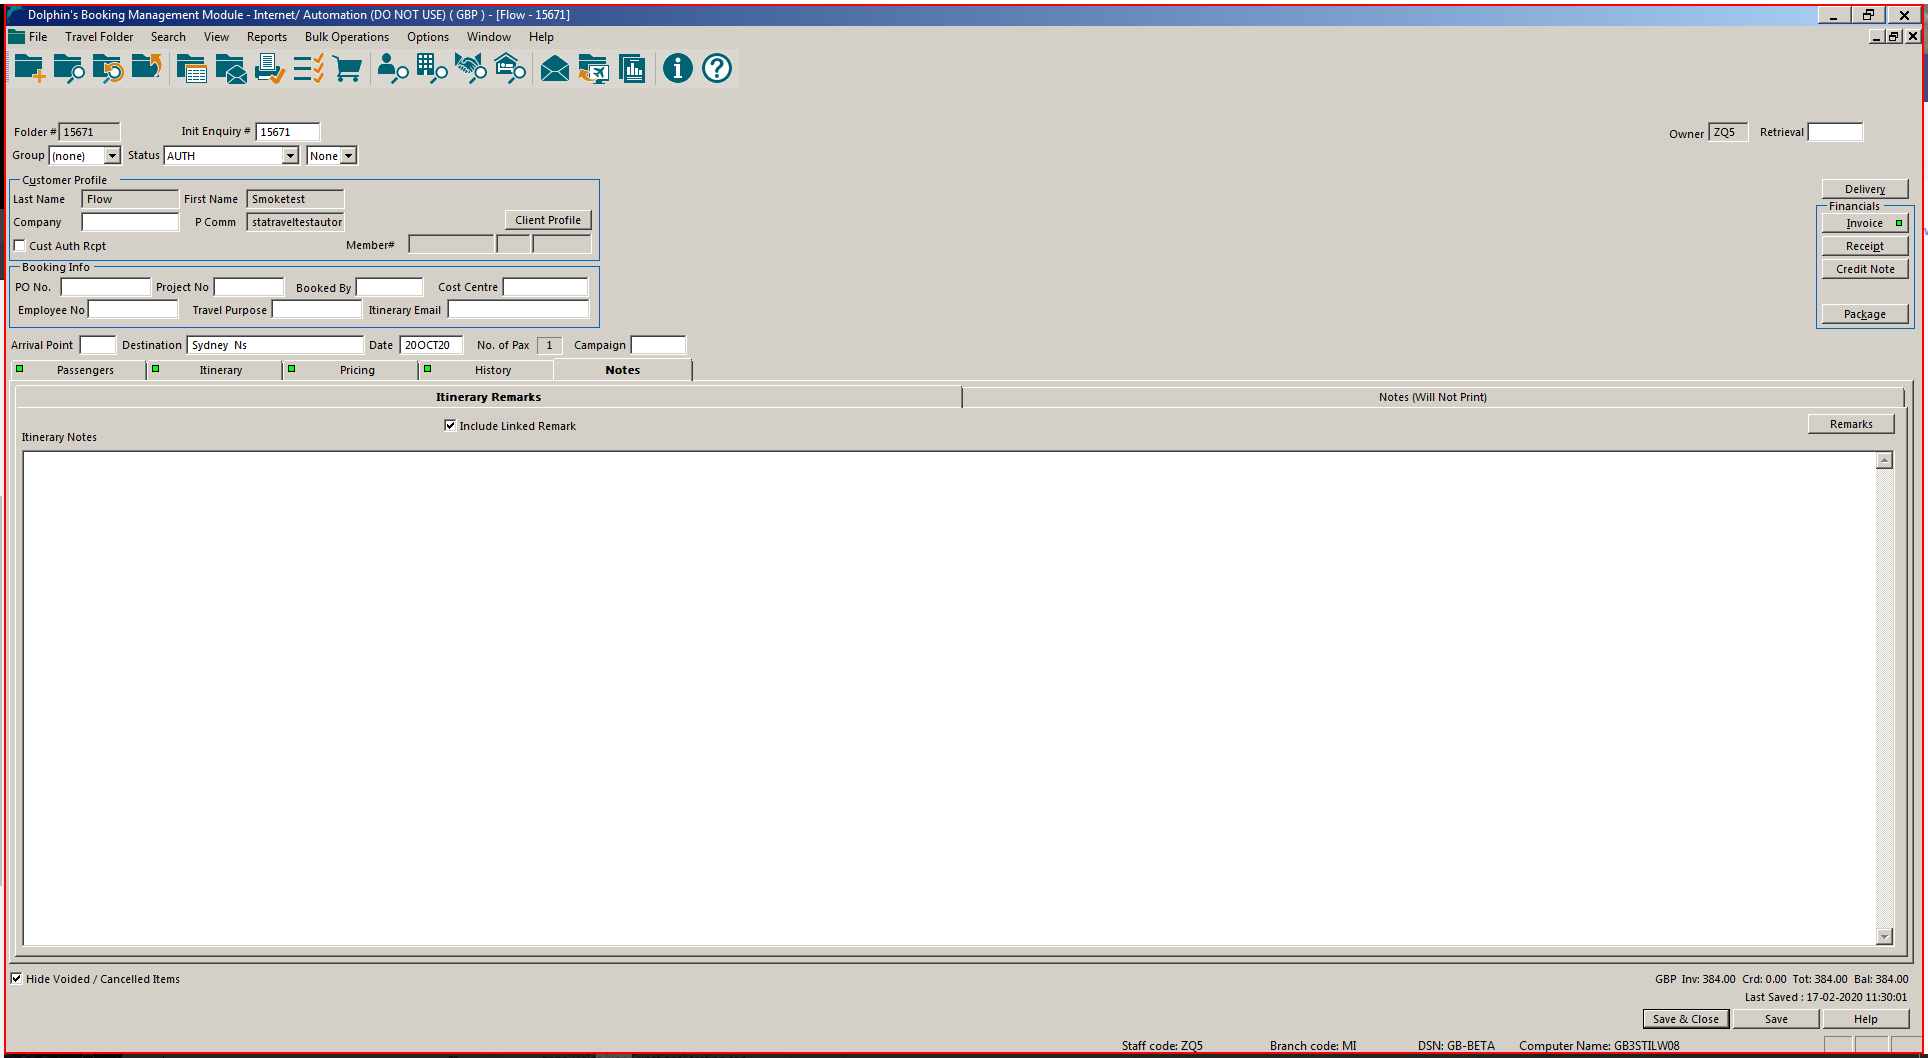 Dolphin's Booking Management Module - Internet/ Automation (DO NOT USE) ( GBP ) - [Flow - 15671]
File Travel Folder Search View Reports Bulk Operations Options Window Help
Folder # 15671 Init Enquiry # 15671 Owner ZQ5 Retrieval
Group (none) Status AUTH None
Customer Profile
Delivery
Last Name Flow First Name Smoketest
Financials
Company P Comm statraveltestautor Client Profile
Invoice
Cust Auth Rcpt Member#
Receipt
Booking Info
Credit Note
PO No. Project No Booked By Cost Centre
Employee No Travel Purpose Itinerary Email
Package
Arrival Point Destination Sydney Ns Date 20OCT20 No. of Pax 1 Campaign
Passengers Itinerary Pricing History Notes
Itinerary Remarks Notes (Will Not Print)
Include Linked Remark Remarks
Itinerary Notes
Hide Voided / Cancelled Items GBP Inv: 384.00 Crd: 0.00 Tot: 384.00 Bal: 384.00
Last Saved : 17-02-2020 11:30:01
Save & Close Save Help
Staff code: ZQ5 Branch code: MI DSN: GB-BETA Computer Name: GB3STILW08